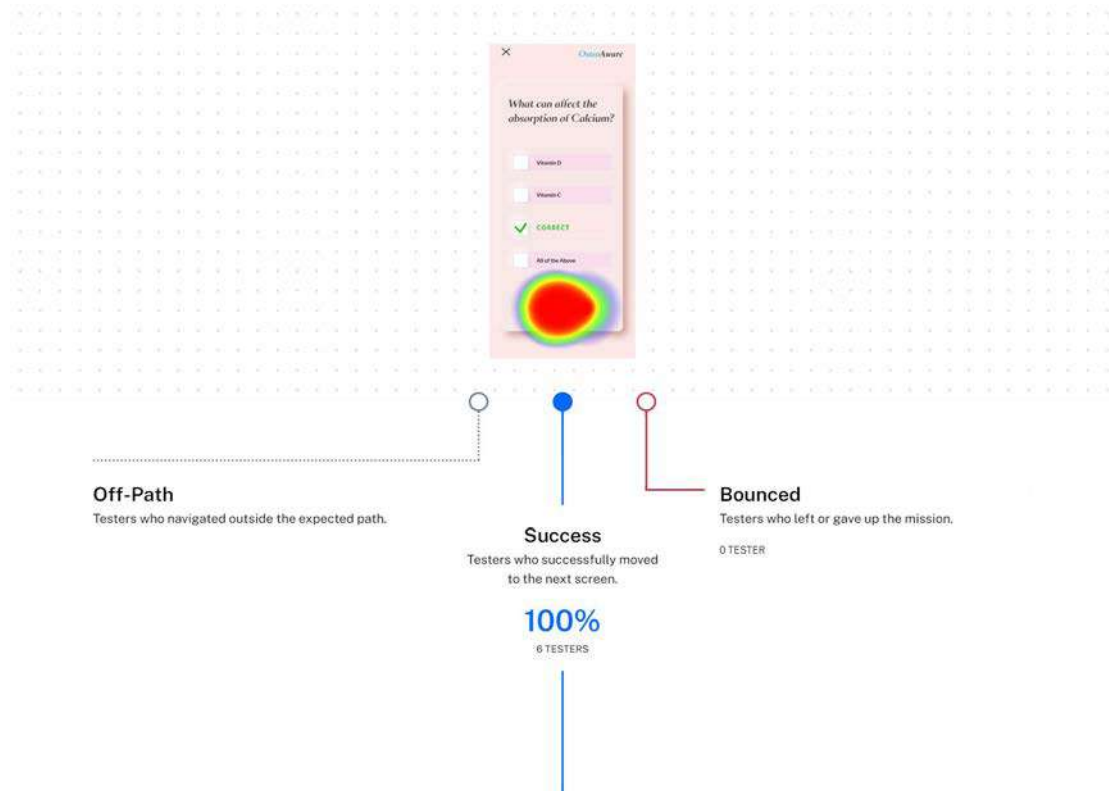 OsteoAware
What can affect the
absorption of Calcium?
Vitamin D
Vitamin C
CORRECT
All of the Above
Off-Path
Testers who navigated outside the expected path.
Success
Testers who successfully moved
to the next screen.
100%
6 TESTERS
Bounced
Testers who left or gave up the mission.
0 TESTER